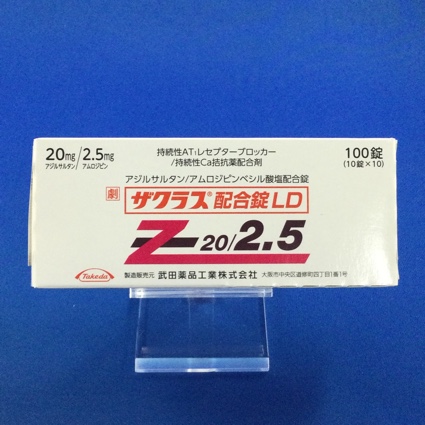 20mg/2.5mg
アジルサルタン/アムロジピン
持続性AT₁レセプターブロッカー
/持続性Ca拮抗薬配合剤
100錠
(10錠×10)
アジルサルタン/アムロジピンベシル酸塩配合錠
劇 ザクラス®配合錠LD
Z 20/2.5
Takeda
製造販売元 武田薬品工業株式会社 大阪市中央区道修町四丁目1番1号